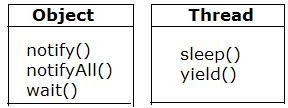 Object
notify()
notifyAll()
wait()
Thread
sleep()
yield()